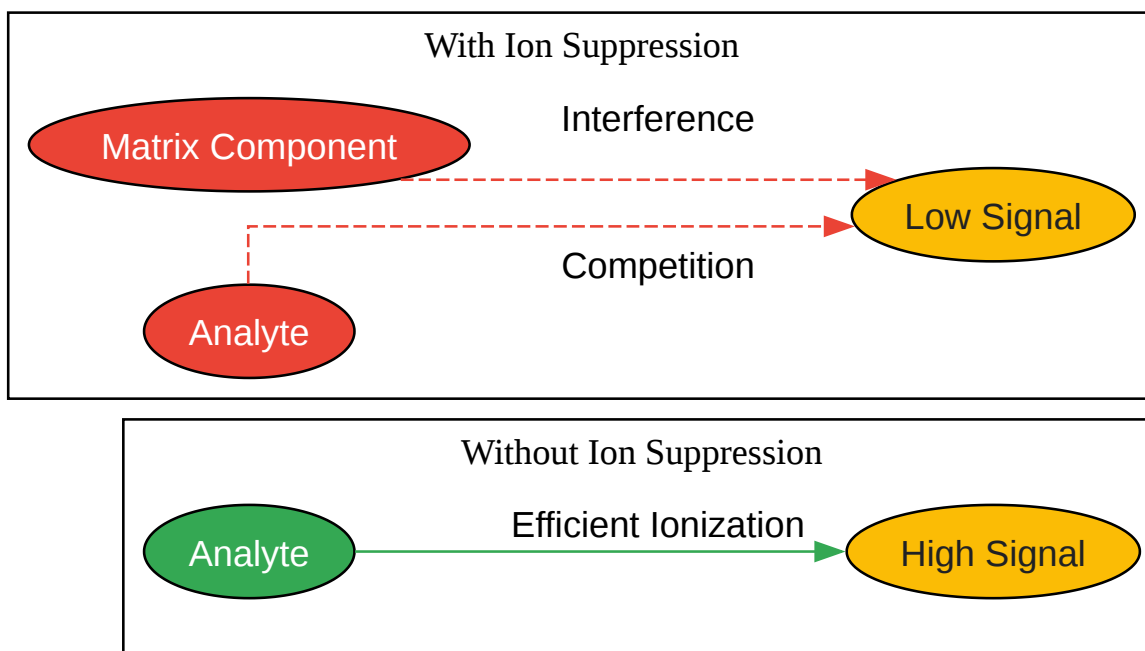 With Ion Suppression
Interference
Matrix Component
Low Signal
Competition
Analyte
Without Ion Suppression
Efficient Ionization
Analyte
High Signal